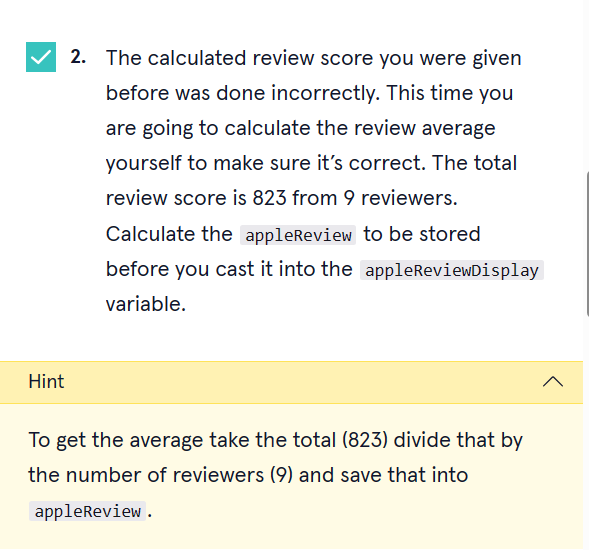 2. The calculated review score you were given
before was done incorrectly. This time you
are going to calculate the review average
yourself to make sure it’s correct. The total
review score is 823 from 9 reviewers.
Calculate the appleReview to be stored
before you cast it into the appleReviewDisplay
variable.
Hint
To get the average take the total (823) divide that by
the number of reviewers (9) and save that into
appleReview.